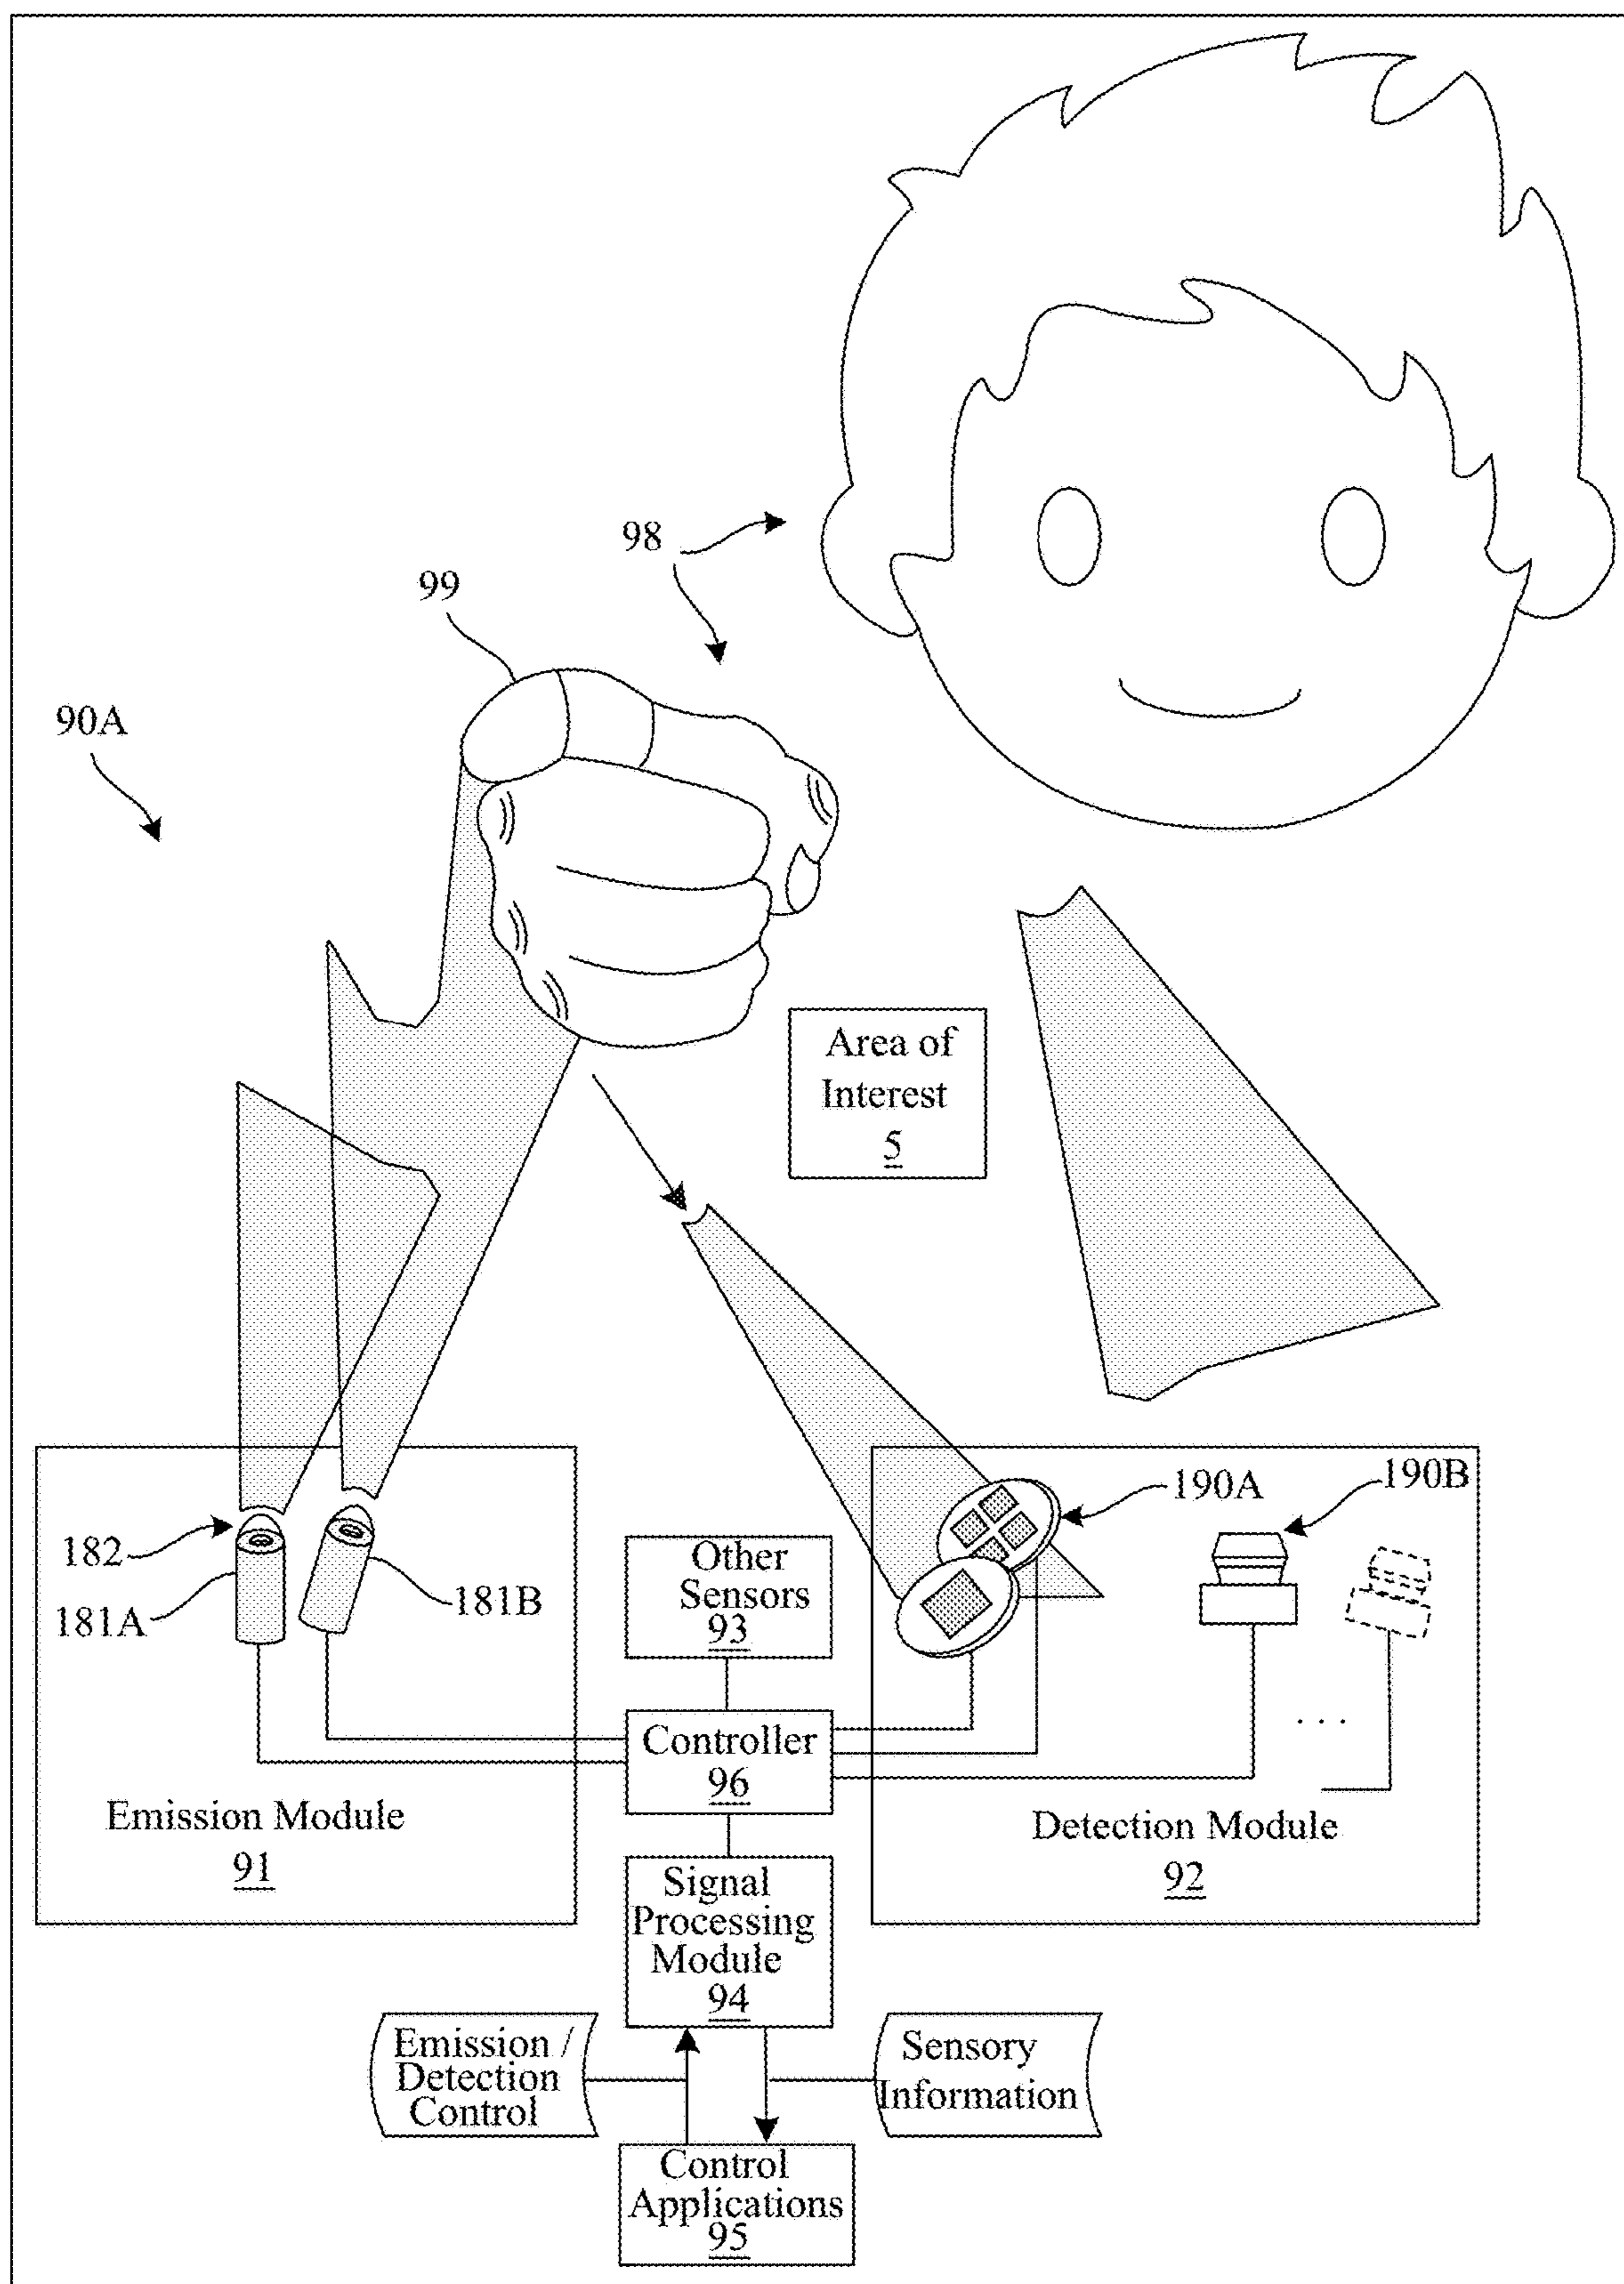 98
99
90A
Area of
Interest
5
190A
190B
182
181A
181B
Other
Sensors
93
Controller
96
Emission Module
91
Detection Module
92
Signal
Processing
Module
94
Emission /
Detection
Control
Sensory
Information
Control
Applications
95
. . .